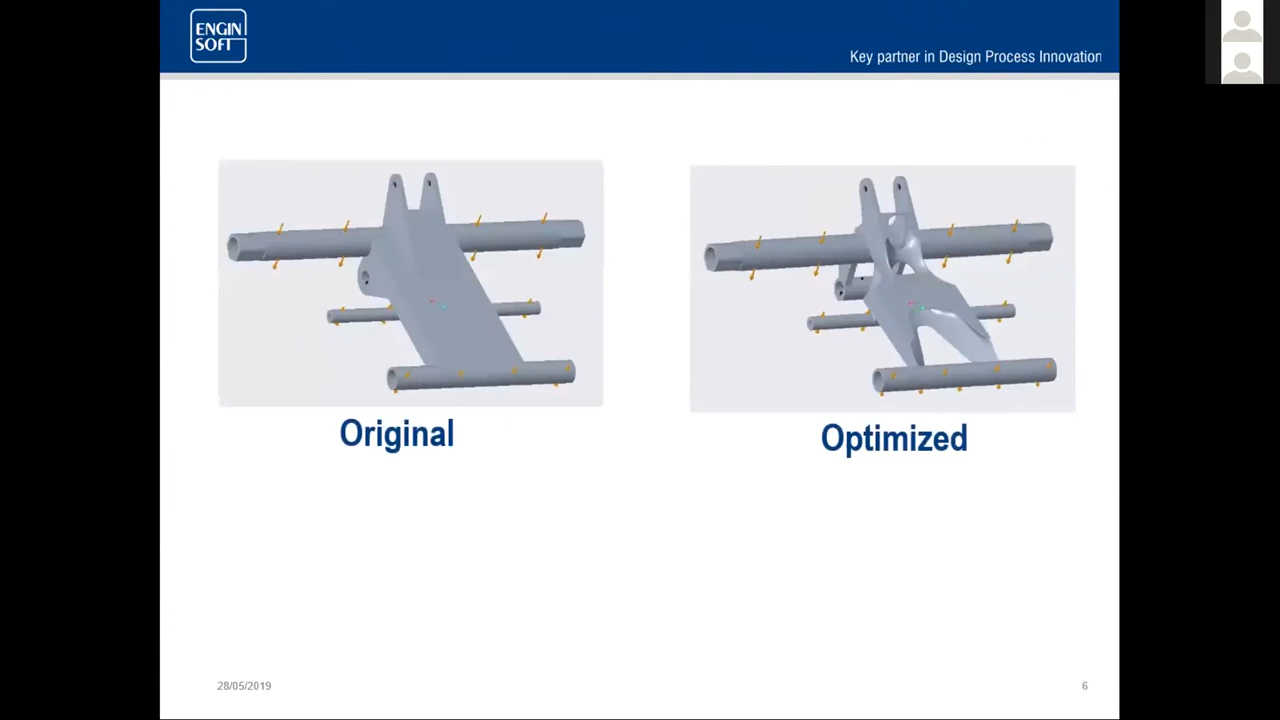 ENGIN
SOFT
Key partner in Design Process Innovation
Original
Optimized
28/05/2019
6